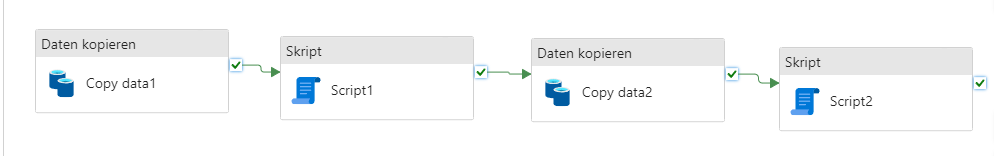 Daten kopieren
Copy data1
Skript
Script1
Daten kopieren
Copy data2
Skript
Script2